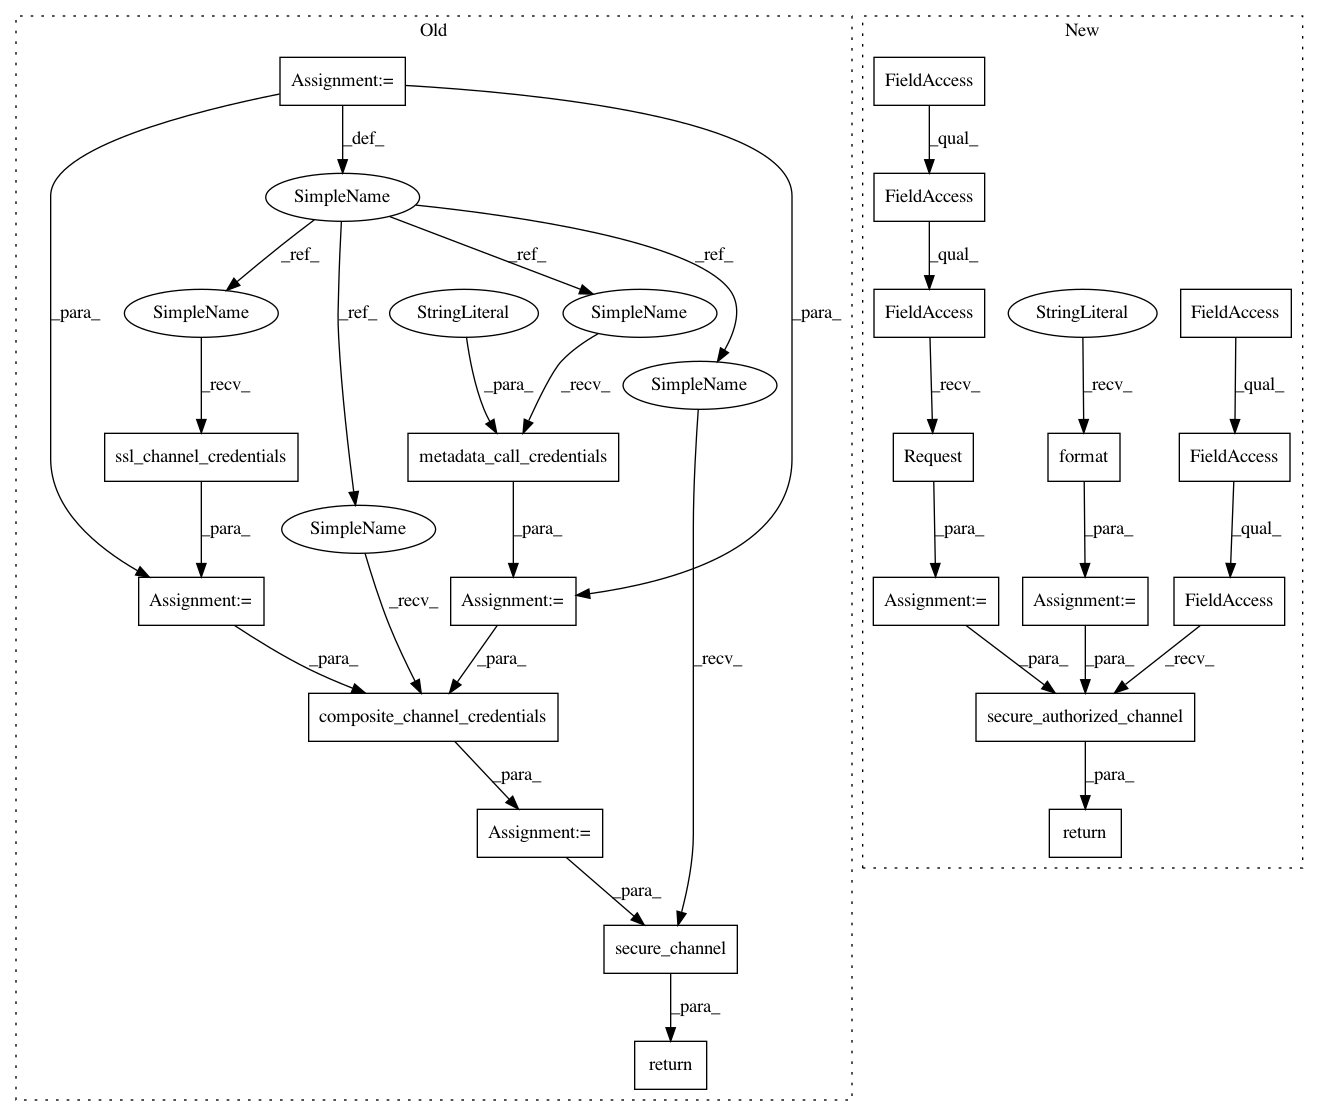 Old
New
Assignment:=
FieldAccess
_def_
_qual_
SimpleName
FieldAccess
_ref_
_ref_
_ref_
_qual_
_para_
SimpleName
_ref_
StringLiteral
SimpleName
_para_
FieldAccess
StringLiteral
FieldAccess
_recv_
_para_
_recv_
SimpleName
_recv_
_recv_
_qual_
ssl_channel_credentials
metadata_call_credentials
Request
format
FieldAccess
_para_
SimpleName
_para_
_para_
_para_
_qual_
Assignment:=
_recv_
Assignment:=
Assignment:=
Assignment:=
FieldAccess
_para_
_para_
_recv_
_para_
_para_
_recv_
composite_channel_credentials
secure_authorized_channel
_para_
_para_
Assignment:=
return
_para_
secure_channel
_para_
return